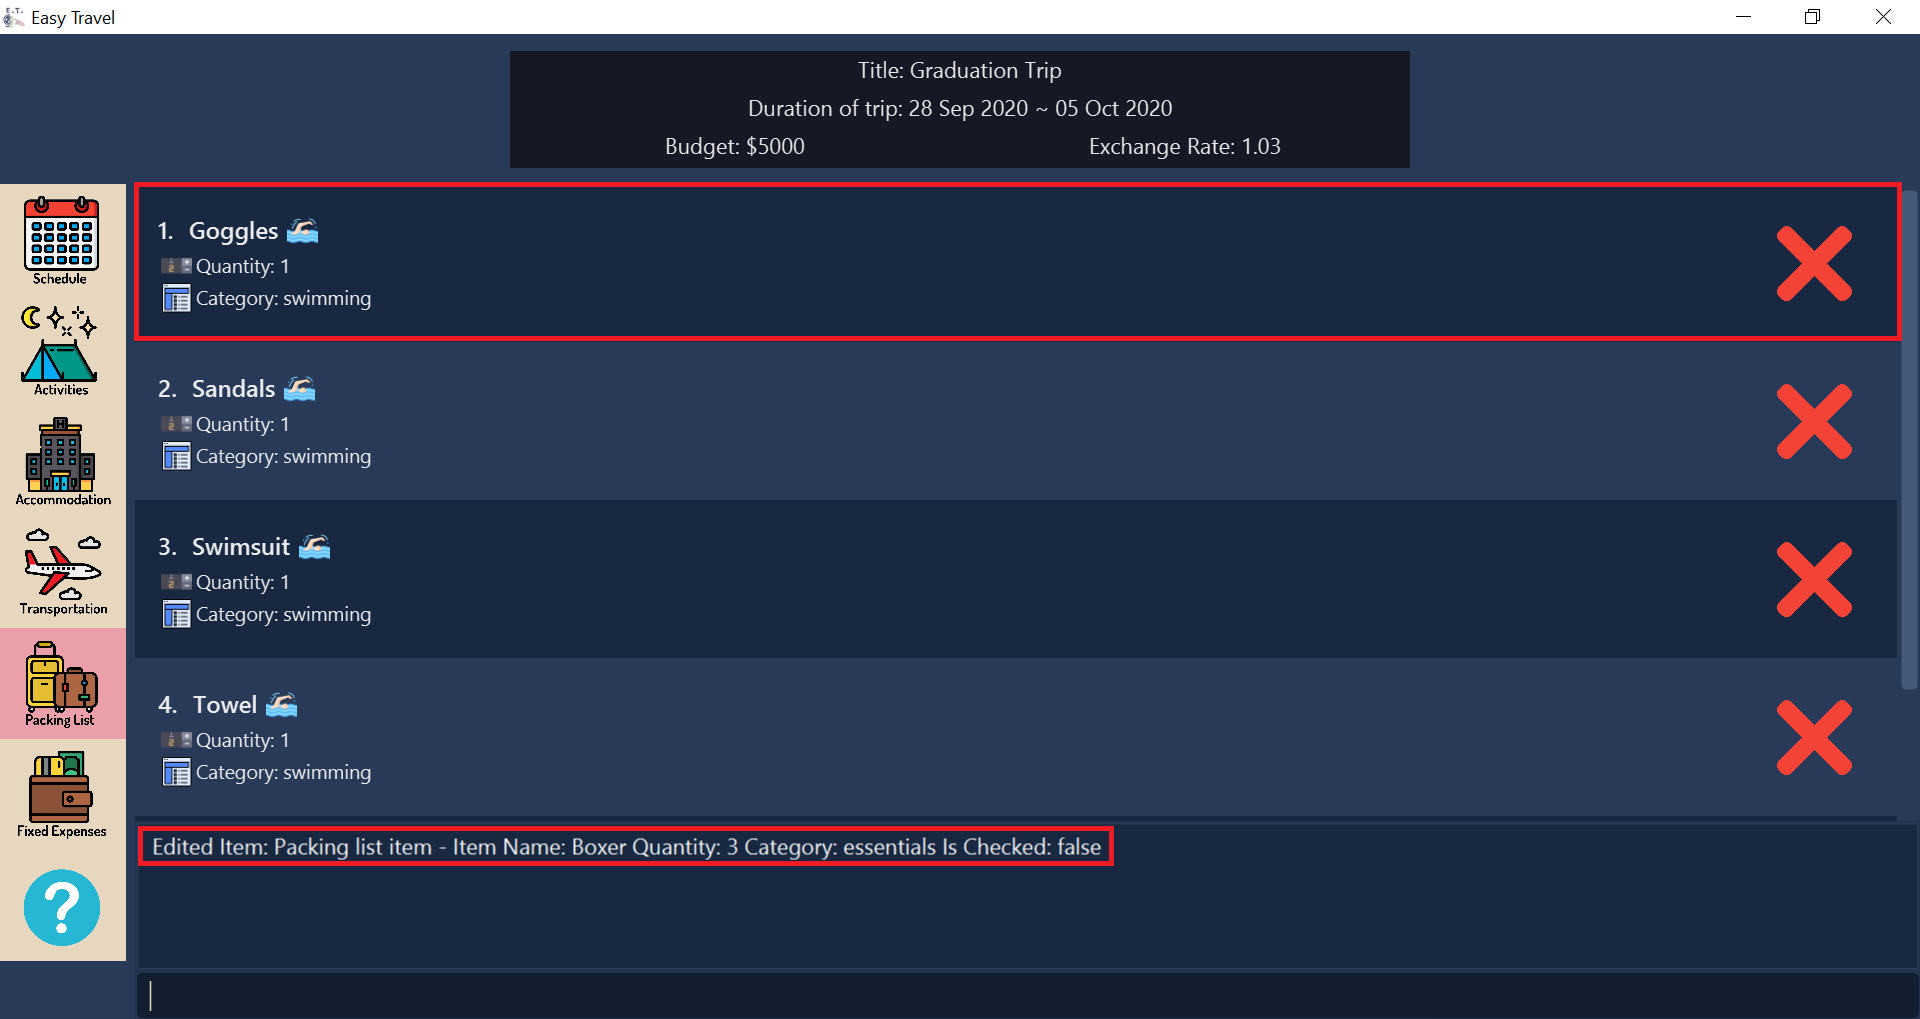 E.T.
Easy Travel
Title: Graduation Trip
Duration of trip: 28 Sep 2020 ~ 05 Oct 2020
Budget: $5000 Exchange Rate: 1.03
Schedule
Activities
Accommodation
Transportation
Packing List
Fixed Expenses
?
1. Goggles
Quantity: 1
Category: swimming
2. Sandals
Quantity: 1
Category: swimming
3. Swimsuit
Quantity: 1
Category: swimming
4. Towel
Quantity: 1
Category: swimming
Edited Item: Packing list item - Item Name: Boxer Quantity: 3 Category: essentials Is Checked: false